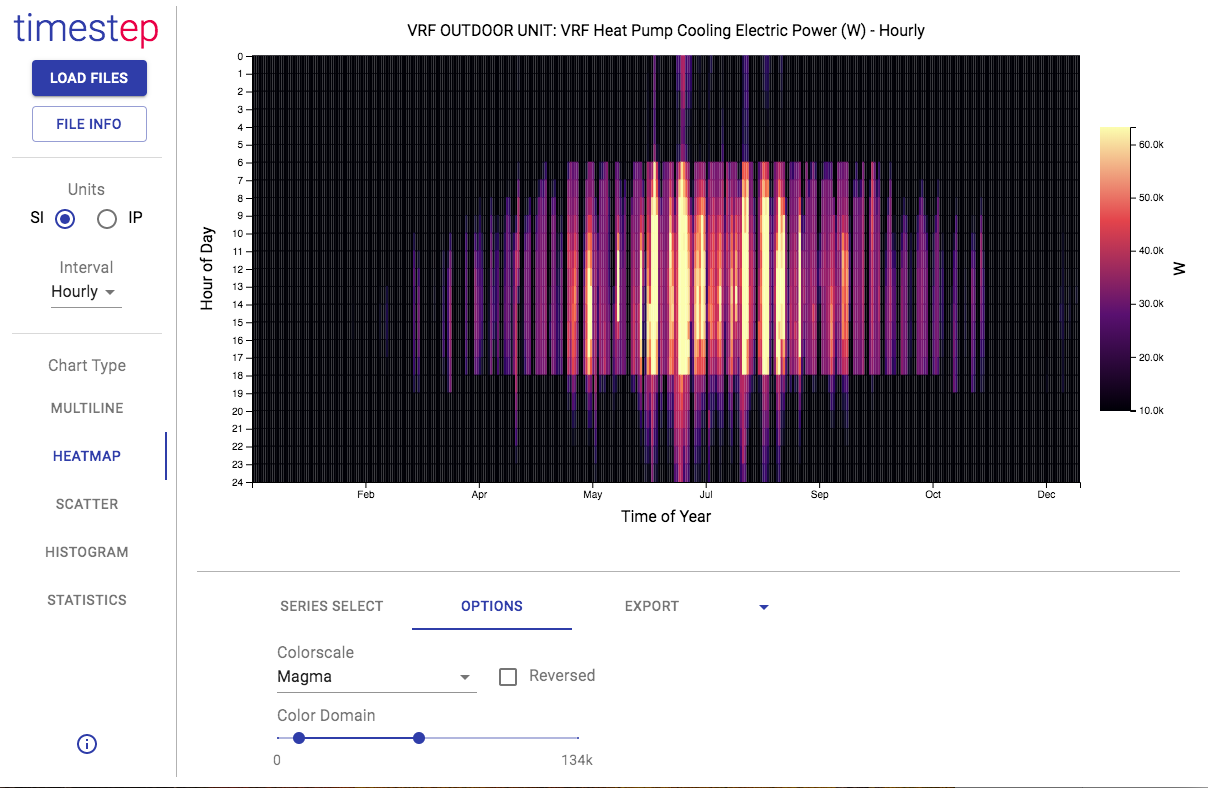 timestep
LOAD FILES
FILE INFO
Units
SI IP
Interval
Hourly
Chart Type
MULTILINE
HEATMAP
SCATTER
HISTOGRAM
STATISTICS
VRF OUTDOOR UNIT: VRF Heat Pump Cooling Electric Power (W) - Hourly
Hour of Day
0
1
2
3
4
5
6
7
8
9
10
11
12
13
14
15
16
17
18
19
20
21
22
23
24
Feb Apr May Jul Sep Oct Dec
Time of Year
60.0k
50.0k
40.0k
30.0k
20.0k
10.0k
W
SERIES SELECT OPTIONS EXPORT
Colorscale
Magma Reversed
Color Domain
0 134k